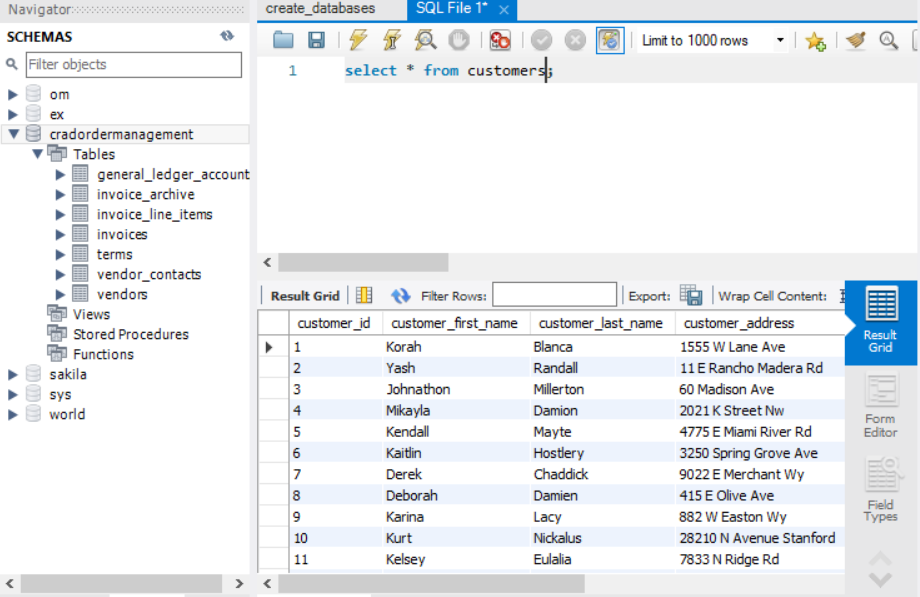 Navigator
SCHEMAS
Filter objects
om
ex
cradordermanagement
Tables
general_ledger_account
invoice_archive
invoice_line_items
invoices
terms
vendor_contacts
vendors
Views
Stored Procedures
Functions
sakila
sys
world
create_databases
SQL File 1*
Limit to 1000 rows
1 select * from customers;
Result Grid Filter Rows: Export: Wrap Cell Content:
customer_id customer_first_name customer_last_name customer_address
1 Korah Blanca 1555 W Lane Ave
2 Yash Randall 11 E Rancho Madera Rd
3 Johnathon Millerton 60 Madison Ave
4 Mikayla Damion 2021 K Street Nw
5 Kendall Mayte 4775 E Miami River Rd
6 Kaitlin Hostlery 3250 Spring Grove Ave
7 Derek Chaddick 9022 E Merchant Wy
8 Deborah Damien 415 E Olive Ave
9 Karina Lacy 882 W Easton Wy
10 Kurt Nickalus 28210 N Avenue Stanford
11 Kelsey Eulalia 7833 N Ridge Rd
Result
Grid
Form
Editor
Field
Types